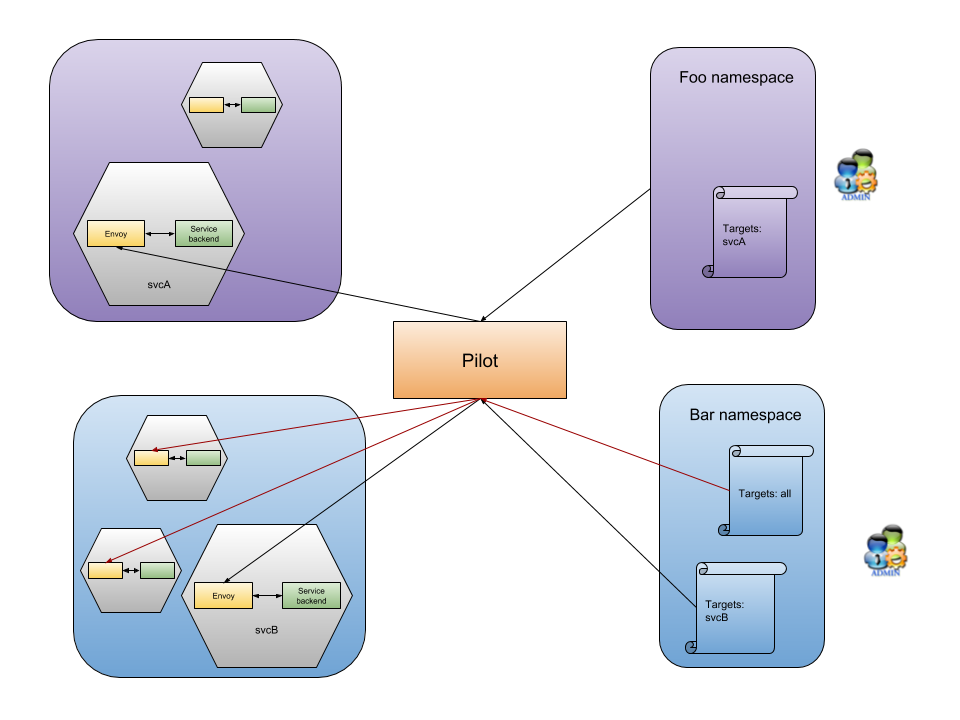 Foo namespace
ADMIN
Targets:
svcA
Envoy
Service
backend
svcA
Pilot
Bar namespace
Targets: all
ADMIN
Targets:
svcB
Envoy
Service
backend
svcB